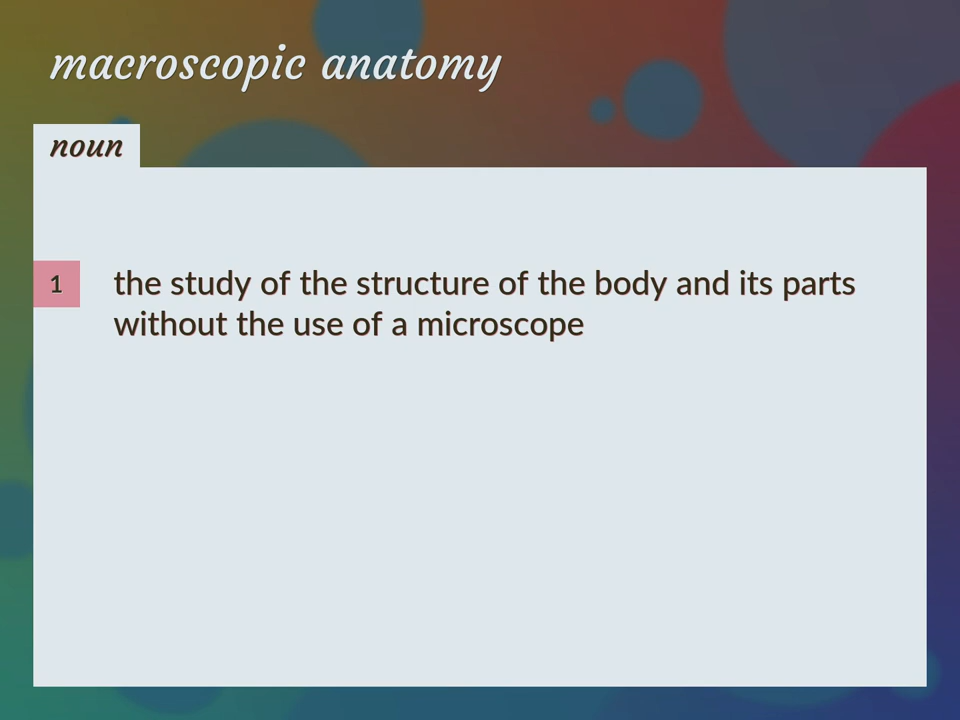 macroscopic anatomy
noun
1
the study of the structure of the body and its parts
without the use of a microscope